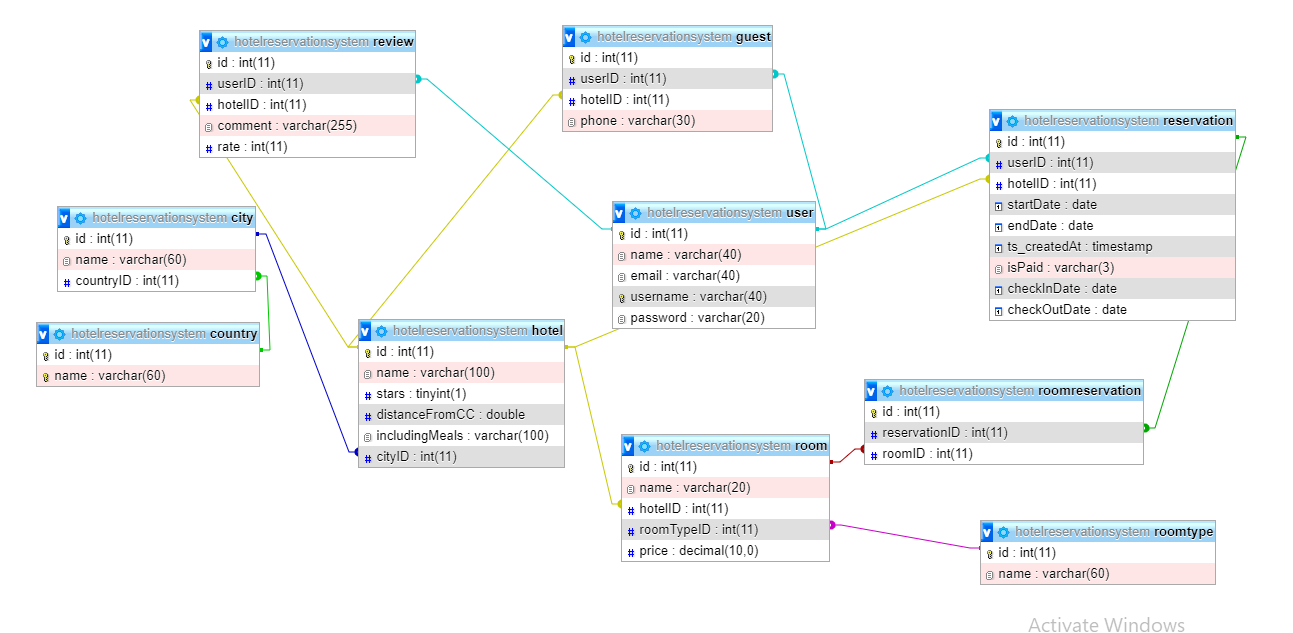 hotelreservationsystem review
id : int(11)
userID : int(11)
hotelID : int(11)
comment : varchar(255)
rate : int(11)
hotelreservationsystem guest
id : int(11)
userID : int(11)
hotelID : int(11)
phone : varchar(30)
hotelreservationsystem reservation
id : int(11)
userID : int(11)
hotelID : int(11)
startDate : date
endDate : date
ts_createdAt : timestamp
isPaid : varchar(3)
checkInDate : date
checkOutDate : date
hotelreservationsystem city
id : int(11)
name : varchar(60)
countryID : int(11)
hotelreservationsystem user
id : int(11)
name : varchar(40)
email : varchar(40)
username : varchar(40)
password : varchar(20)
hotelreservationsystem country
id : int(11)
name : varchar(60)
hotelreservationsystem hotel
id : int(11)
name : varchar(100)
stars : tinyint(1)
distanceFromCC : double
includingMeals : varchar(100)
cityID : int(11)
hotelreservationsystem roomreservation
id : int(11)
reservationID : int(11)
roomID : int(11)
hotelreservationsystem room
id : int(11)
name : varchar(20)
hotelID : int(11)
roomTypeID : int(11)
price : decimal(10,0)
hotelreservationsystem roomtype
id : int(11)
name : varchar(60)
Activate Windows